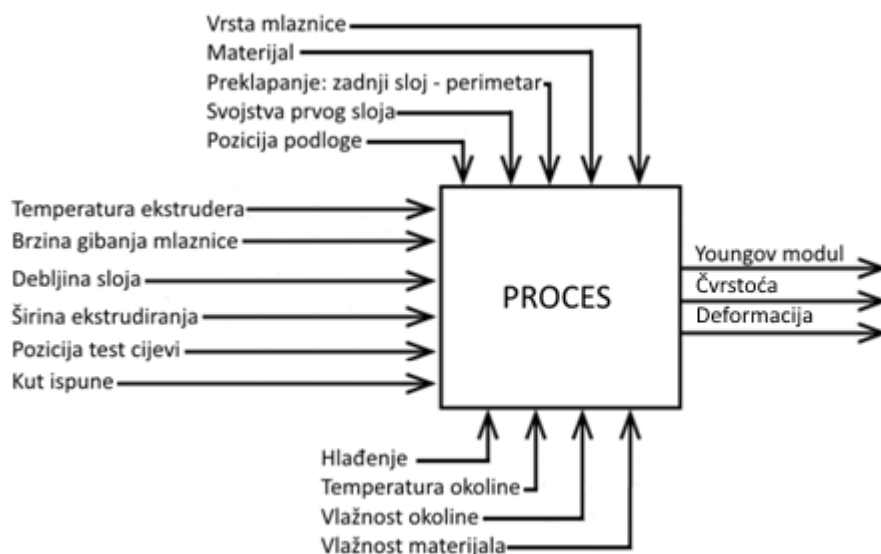 Vrsta mlaznice
Materijal
Preklapanje: zadnji sloj - perimetar
Svojstva prvog sloja
Pozicija podloge
Temperatura ekstrudera
Brzina gibanja mlaznice
Debljina sloja
Širina ekstrudiranja
Pozicija test cijevi
Kut ispune
PROCES
Youngov modul
Čvrstoća
Deformacija
Hlađenje
Temperatura okoline
Vlažnost okoline
Vlažnost materijala